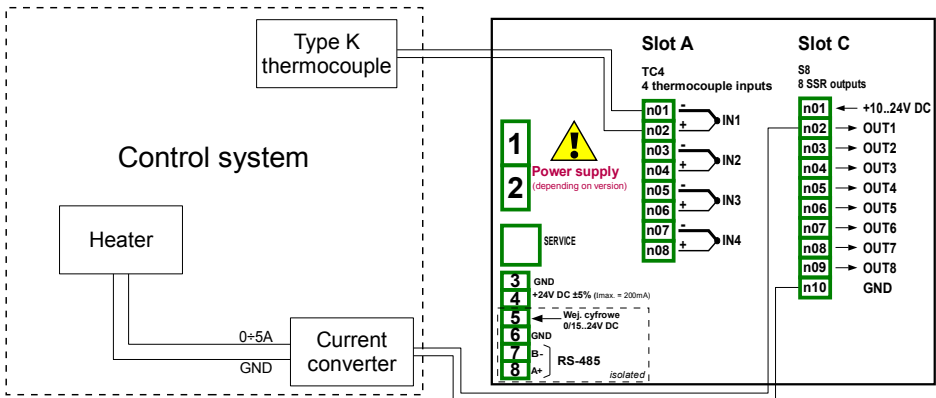 Type K
thermocouple
Control system
Heater
0÷5A
GND
Current
converter
Slot A
TC4
4 thermocouple inputs
n01
-
n02
+
IN1
n03
-
n04
+
IN2
n05
-
n06
+
IN3
n07
-
n08
+
IN4
Slot C
S8
8 SSR outputs
n01
+10..24V DC
n02
OUT1
n03
OUT2
n04
OUT3
n05
OUT4
n06
OUT5
n07
OUT6
n08
OUT7
n09
OUT8
n10
GND
1
2
!
Power supply
(depending on version)
SERVICE
3
GND
4
+24V DC ±5% (Imax. = 200mA)
5
Wej. cyfrowe
0/15..24V DC
6
GND
7
B-
8
A+
RS-485
isolated